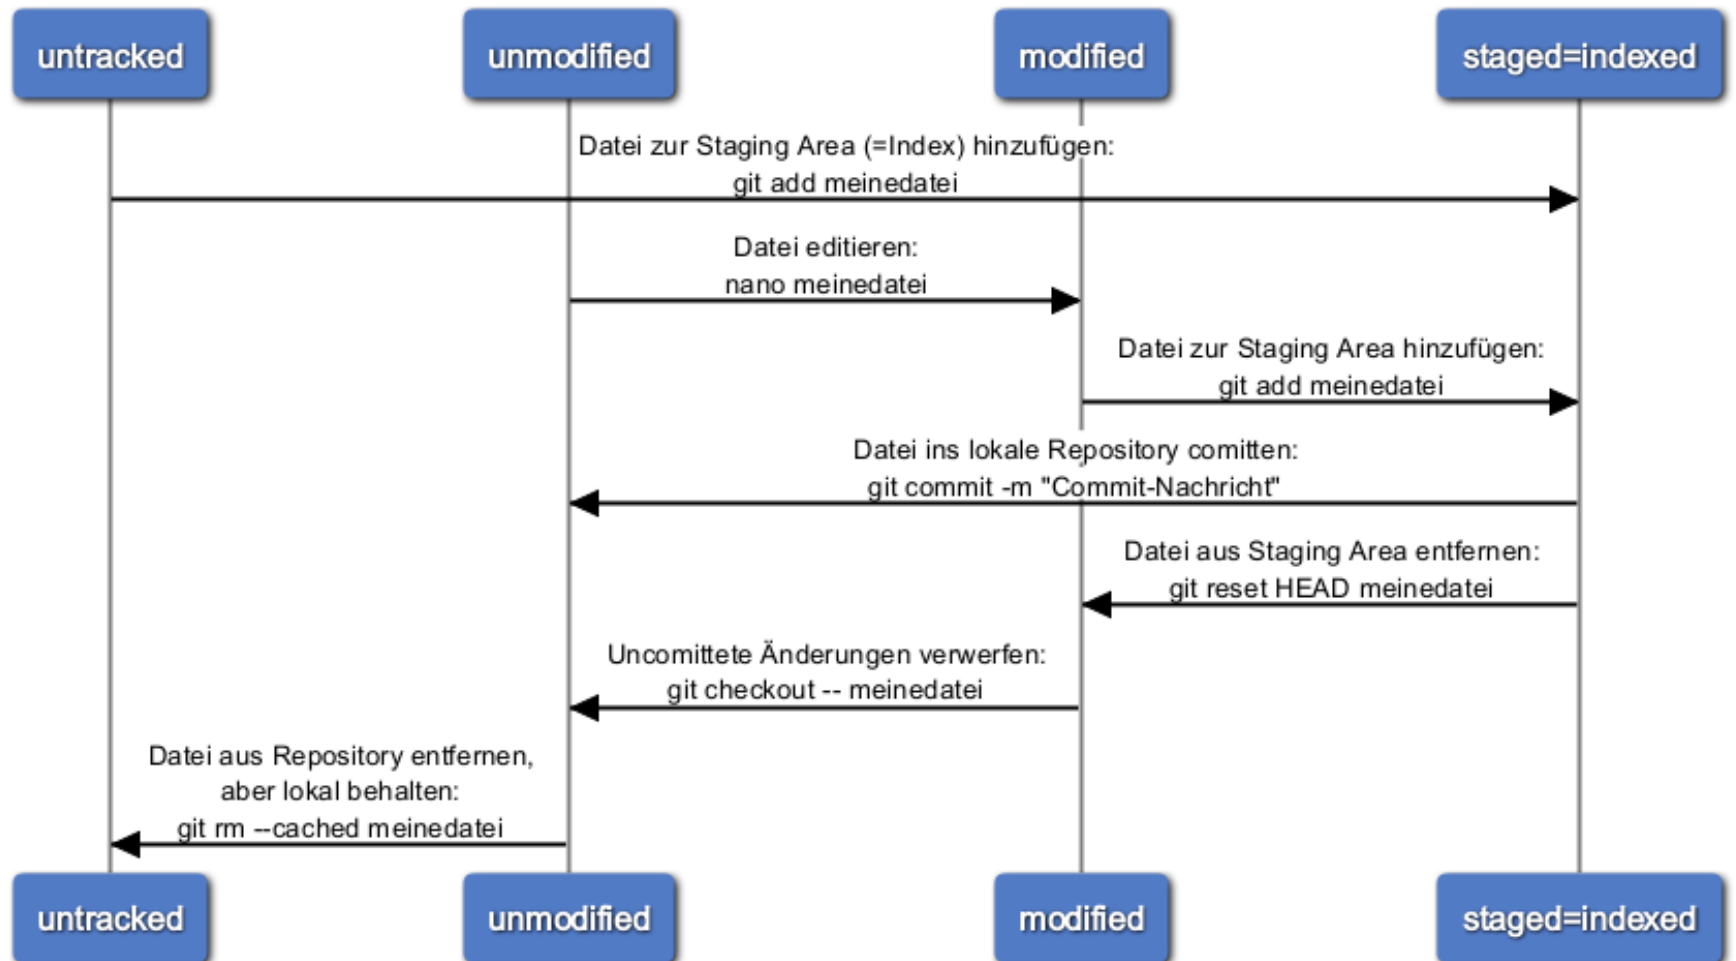 untracked
unmodified
modified
staged=indexed
Datei zur Staging Area (=Index) hinzufügen:
git add meinedatei
Datei editieren:
nano meinedatei
Datei zur Staging Area hinzufügen:
git add meinedatei
Datei ins lokale Repository comitten:
git commit -m "Commit-Nachricht"
Datei aus Staging Area entfernen:
git reset HEAD meinedatei
Uncomittete Änderungen verwerfen:
git checkout -- meinedatei
Datei aus Repository entfernen,
aber lokal behalten:
git rm --cached meinedatei
untracked
unmodified
modified
staged=indexed